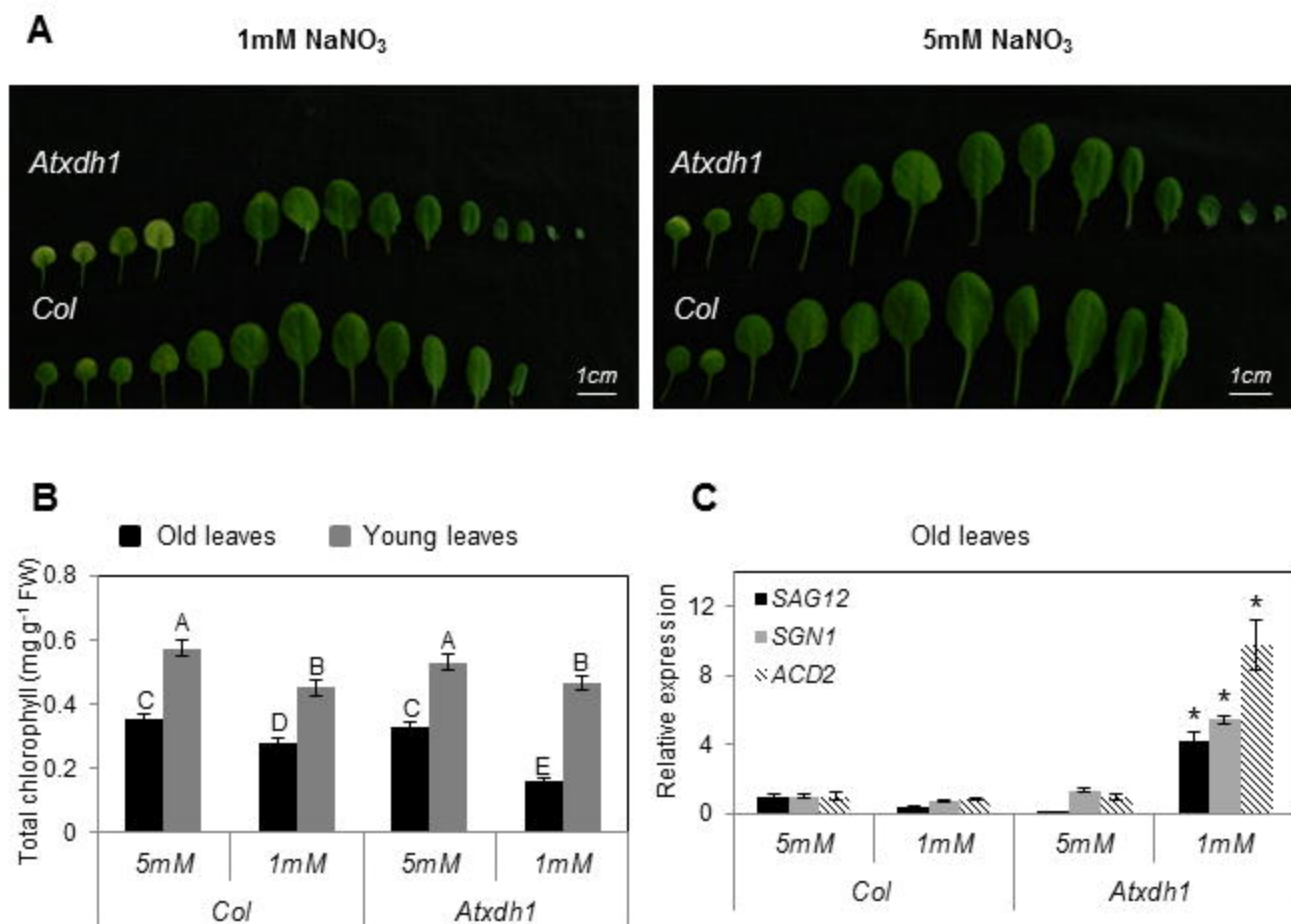 A
1mM NaNO₃
5mM NaNO₃
Atxdh1
Col
1cm
Atxdh1
Col
1cm
B
Old leaves
Young leaves
Total chlorophyll (mg g⁻¹ FW)
0.8
0.6
0.4
0.2
0
C
A
D
B
C
A
E
B
5mM
1mM
5mM
1mM
Col
Atxdh1
C
Old leaves
Relative expression
12
8
4
0
SAG12
SGN1
ACD2
*
*
*
5mM
1mM
5mM
1mM
Col
Atxdh1